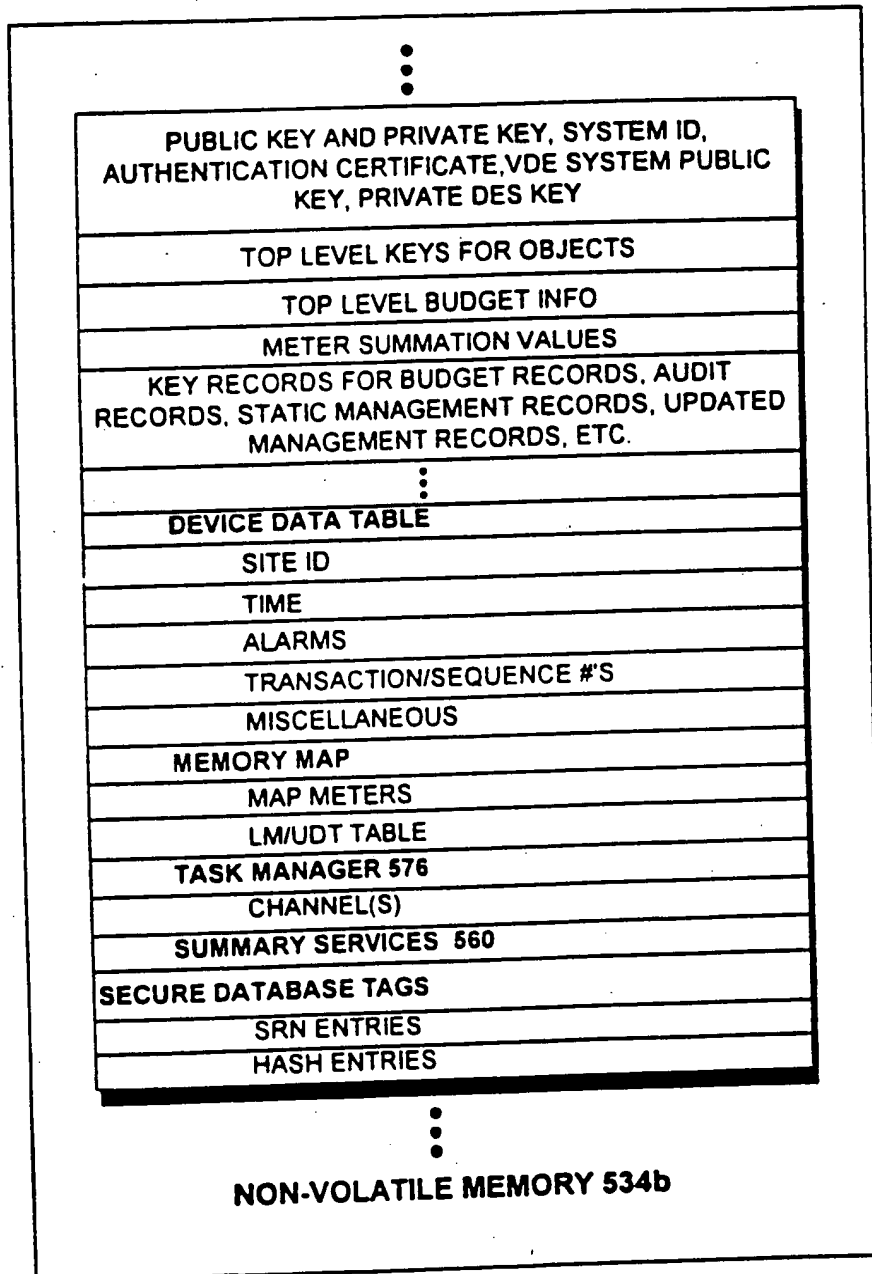 PUBLIC KEY AND PRIVATE KEY, SYSTEM ID,
AUTHENTICATION CERTIFICATE,VDE SYSTEM PUBLIC
KEY, PRIVATE DES KEY
TOP LEVEL KEYS FOR OBJECTS
TOP LEVEL BUDGET INFO
METER SUMMATION VALUES
KEY RECORDS FOR BUDGET RECORDS, AUDIT
RECORDS, STATIC MANAGEMENT RECORDS, UPDATED
MANAGEMENT RECORDS, ETC.
DEVICE DATA TABLE
SITE ID
TIME
ALARMS
TRANSACTION/SEQUENCE #'S
MISCELLANEOUS
MEMORY MAP
MAP METERS
LM/UDT TABLE
TASK MANAGER 576
CHANNEL(S)
SUMMARY SERVICES 560
SECURE DATABASE TAGS
SRN ENTRIES
HASH ENTRIES
NON-VOLATILE MEMORY 534b